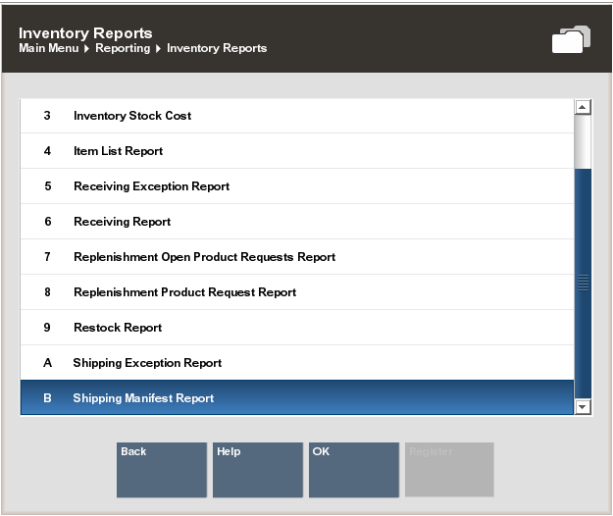 Inventory Reports
Main Menu ▸ Reporting ▸ Inventory Reports
3 Inventory Stock Cost
4 Item List Report
5 Receiving Exception Report
6 Receiving Report
7 Replenishment Open Product Requests Report
8 Replenishment Product Request Report
9 Restock Report
A Shipping Exception Report
B Shipping Manifest Report
Back Help OK Register